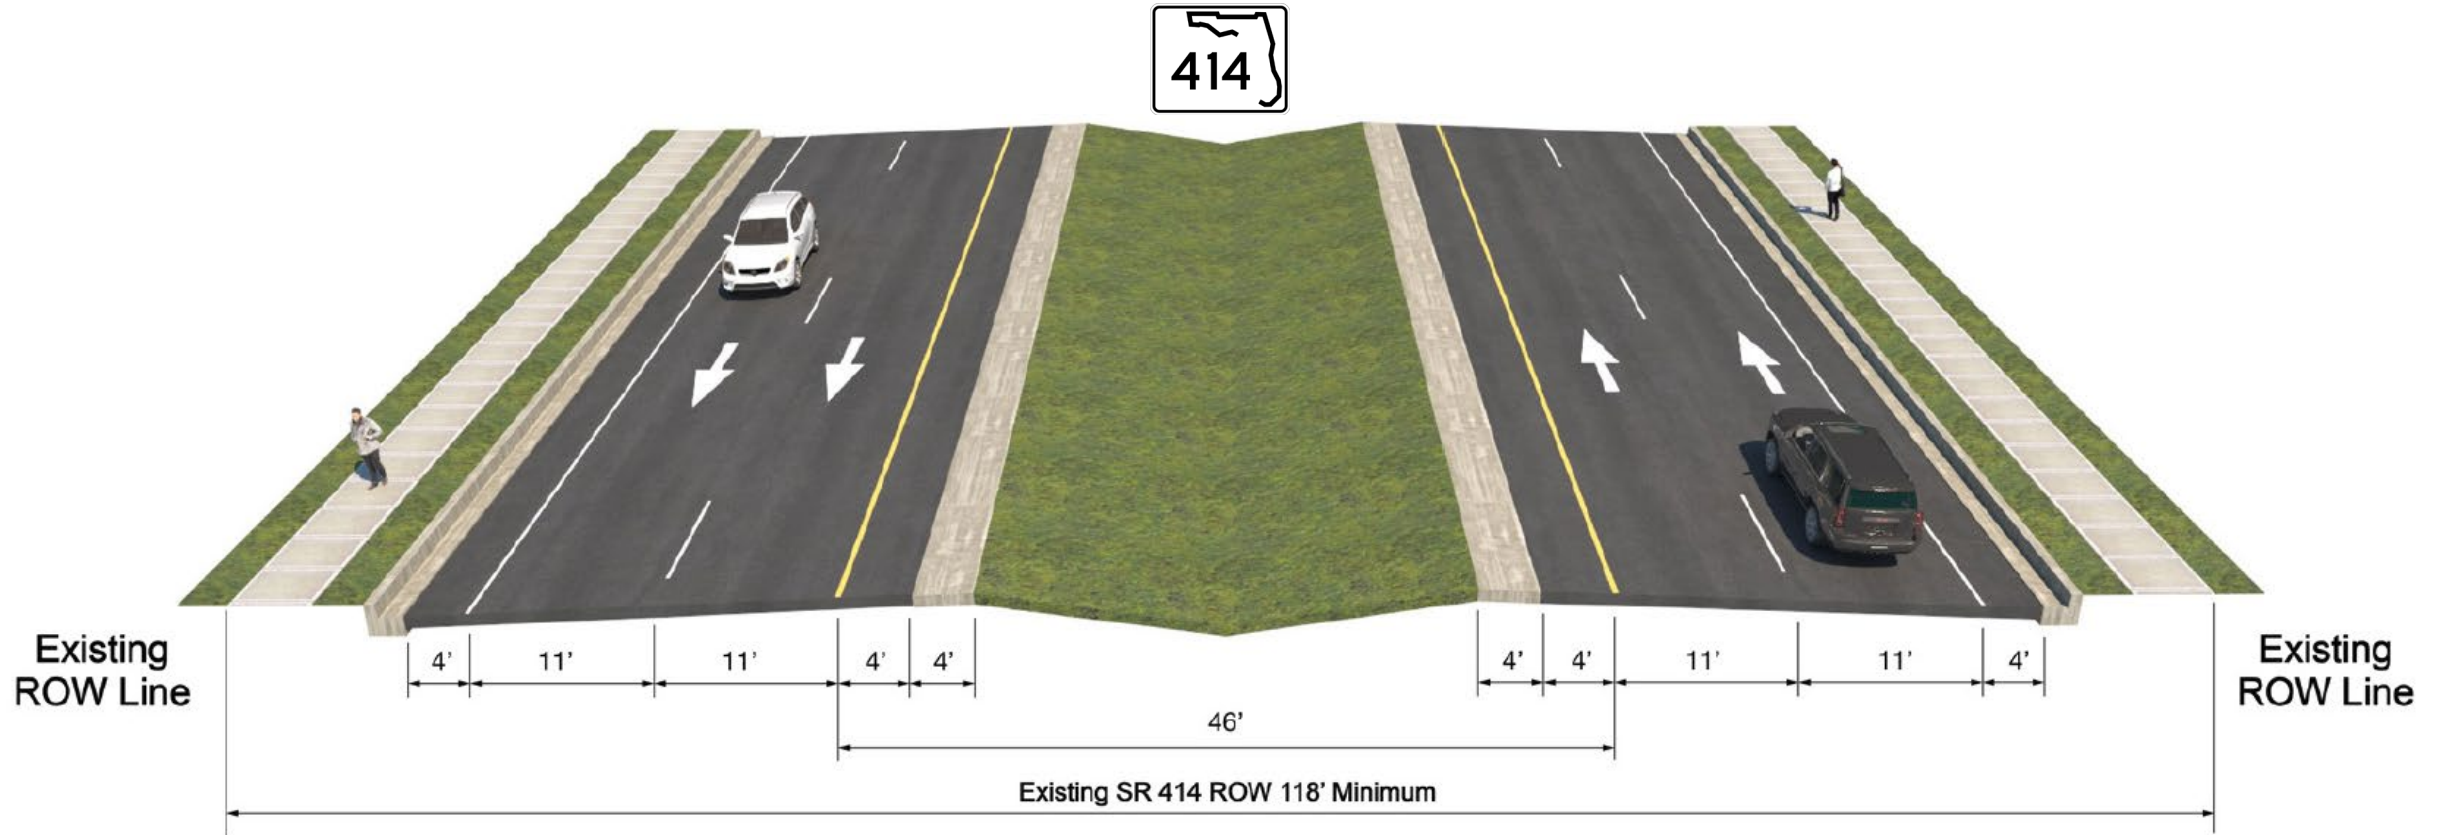 414
Existing
ROW Line
4' 11' 11' 4' 4' 4' 4' 11' 11' 4'
Existing
ROW Line
46'
Existing SR 414 ROW 118' Minimum